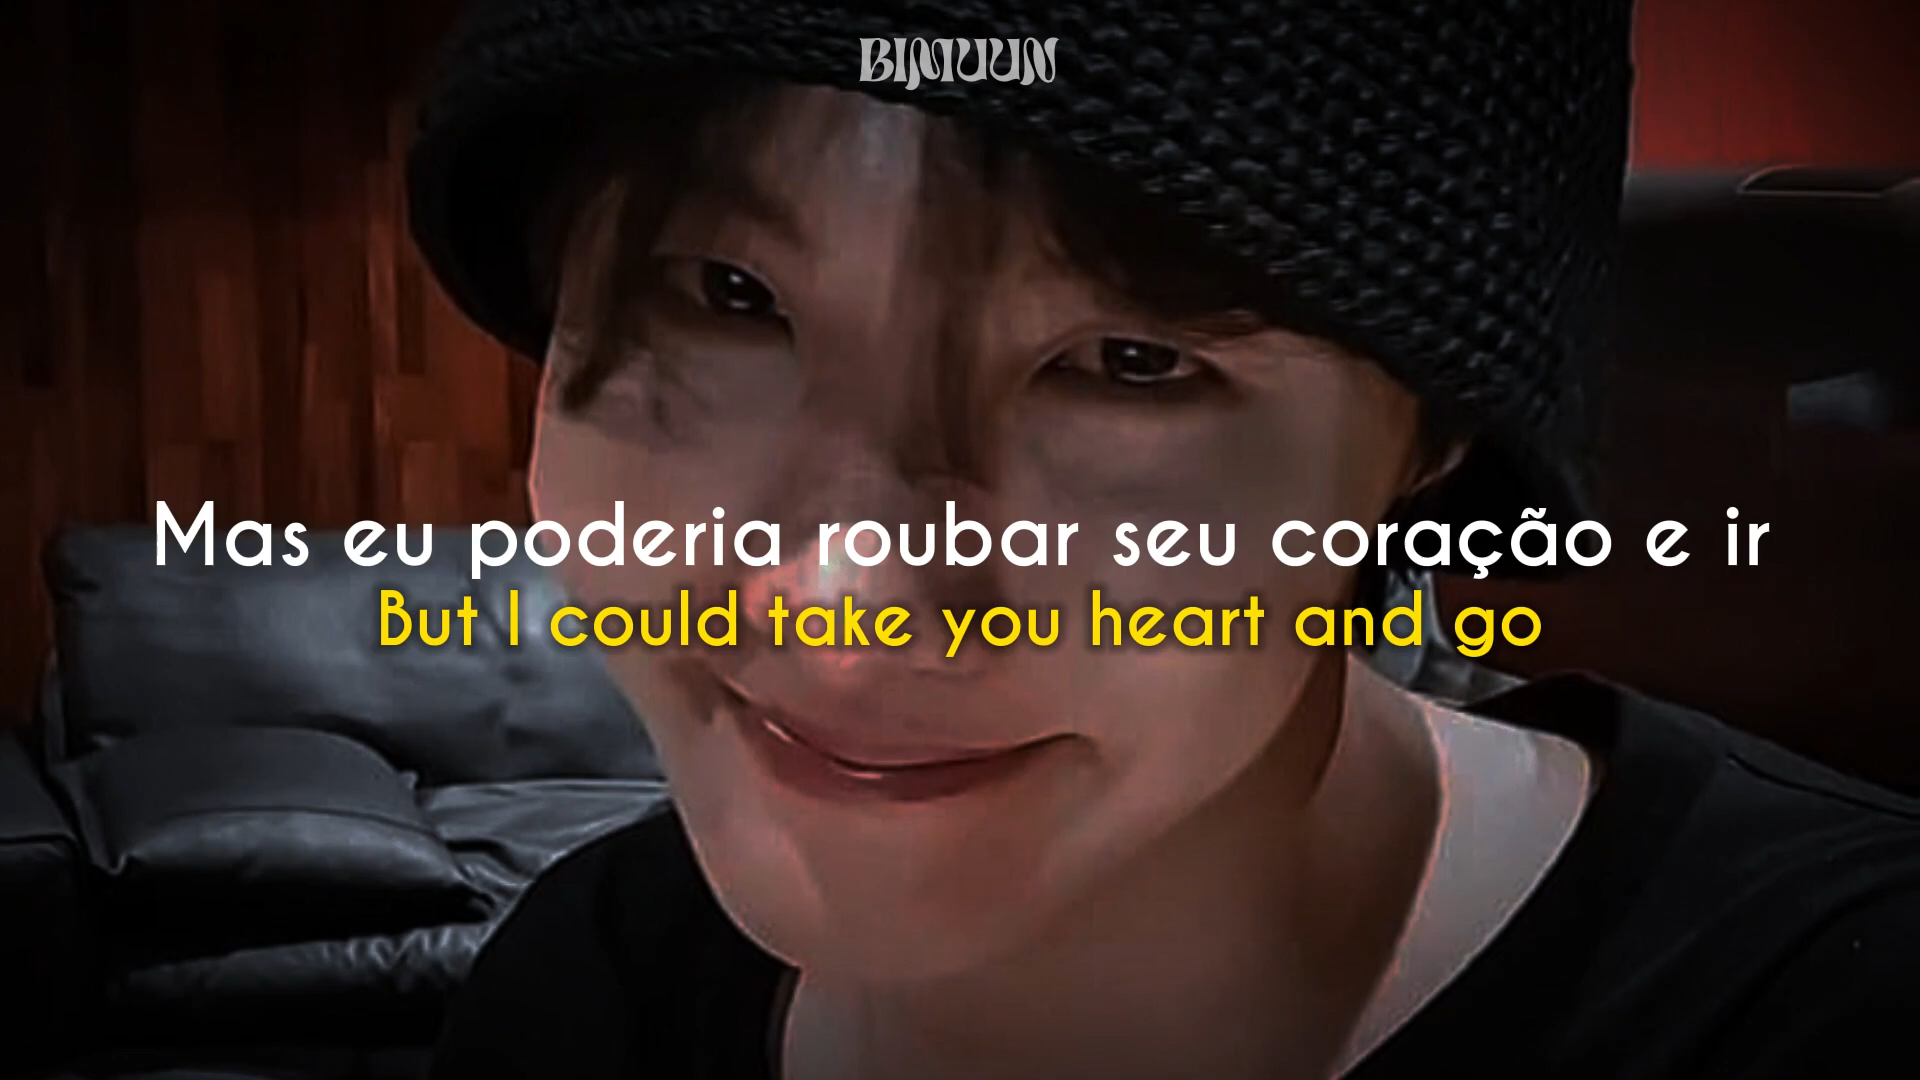 BIMUUN
Mas eu poderia roubar seu coração e ir
But I could take you heart and go